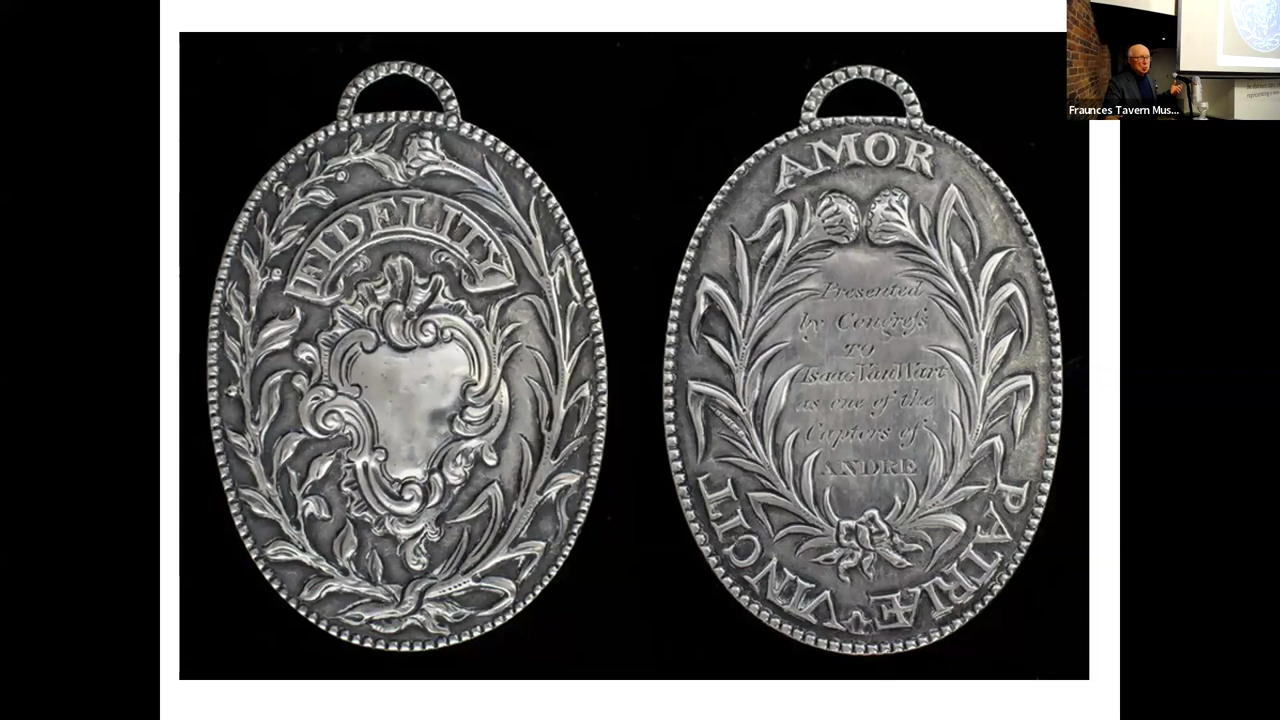 FIDELITY
AMOR
PATRIÆ VINCIT
Presented
by Congreſs
TO
Isaac Van Wart
as one of the
Captors of
ANDRE
Fraunces Tavern Mus...